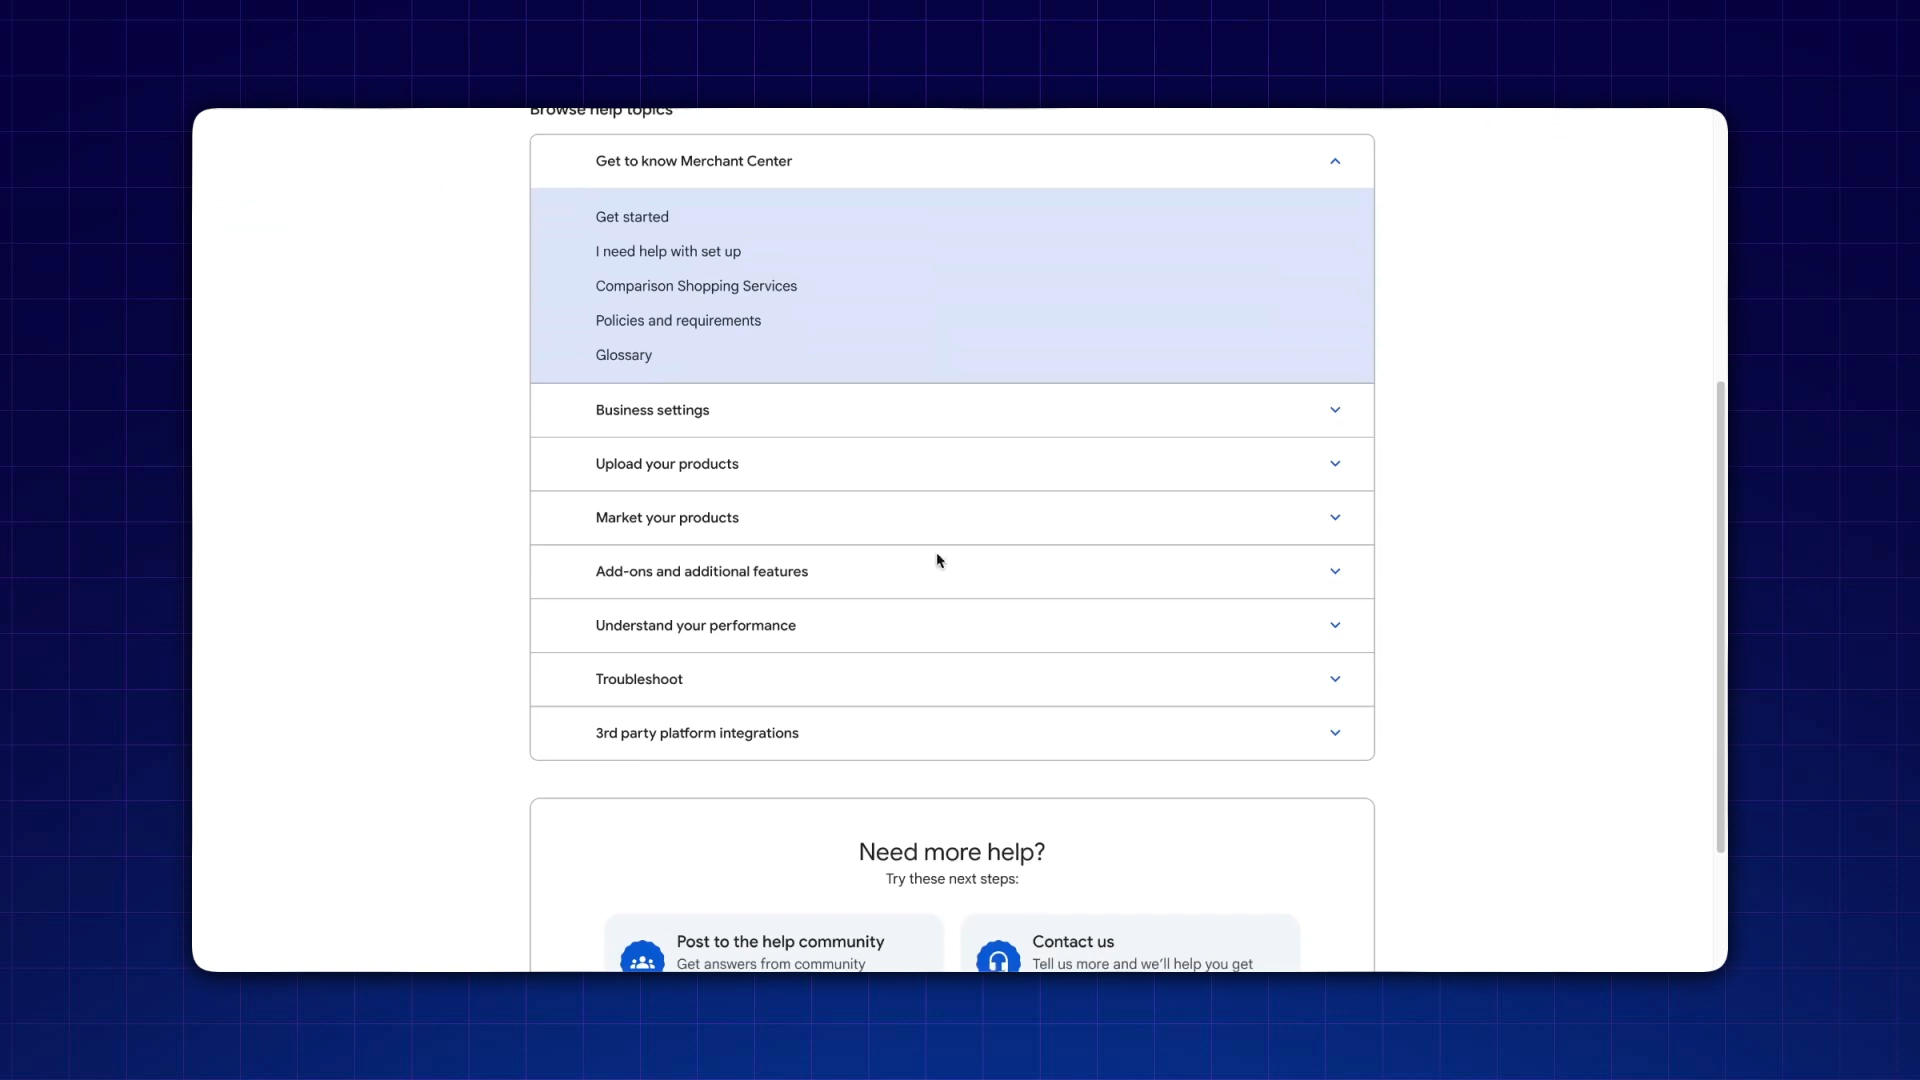 Browse help topics
Get to know Merchant Center
Get started
I need help with set up
Comparison Shopping Services
Policies and requirements
Glossary
Business settings
Upload your products
Market your products
Add-ons and additional features
Understand your performance
Troubleshoot
3rd party platform integrations
Need more help?
Try these next steps:
Post to the help community
Get answers from community
Contact us
Tell us more and we'll help you get